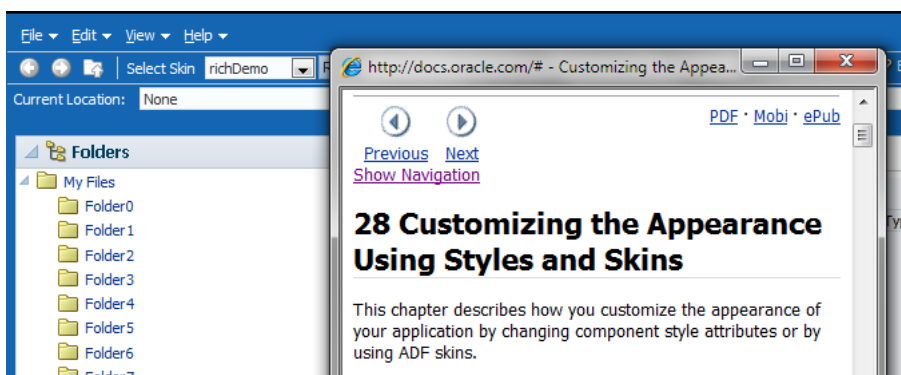 File Edit View Help
Select Skin richDemo
Current Location: None
Folders
My Files
Folder0
Folder1
Folder2
Folder3
Folder4
Folder5
Folder6
http://docs.oracle.com/# - Customizing the Appea...
PDF · Mobi · ePub
Previous Next
Show Navigation
28 Customizing the Appearance
Using Styles and Skins
This chapter describes how you customize the appearance of
your application by changing component style attributes or by
using ADF skins.